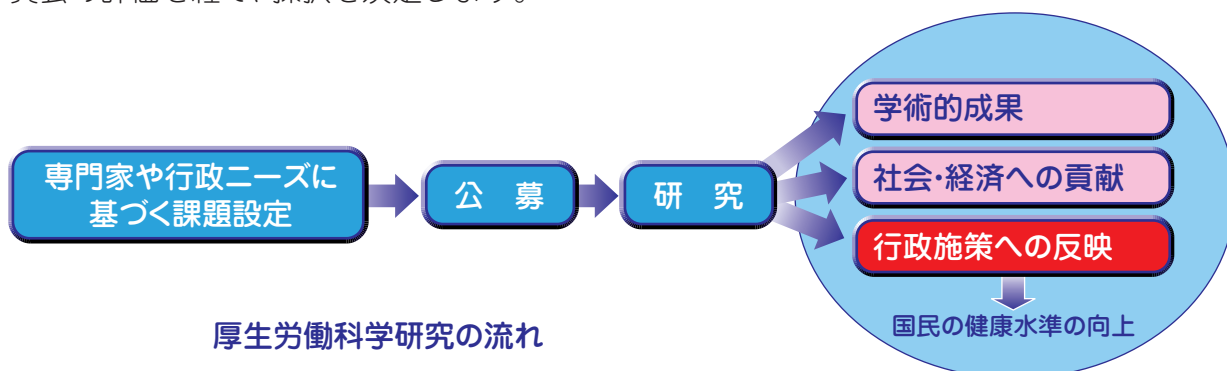 専門家や行政ニーズに
基づく課題設定
公 募
研 究
学術的成果
社会・経済への貢献
行政施策への反映
国民の健康水準の向上
厚生労働科学研究の流れ